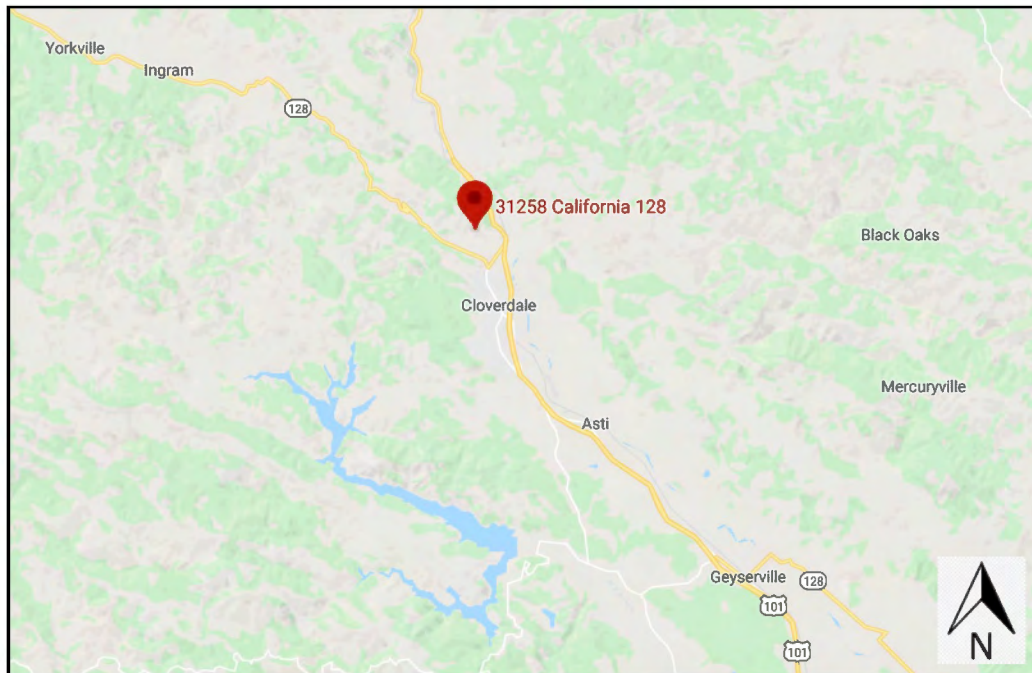 Yorkville
Ingram
128
31258 California 128
Black Oaks
Cloverdale
Mercuryville
Asti
Geyserville
128
101
101
N